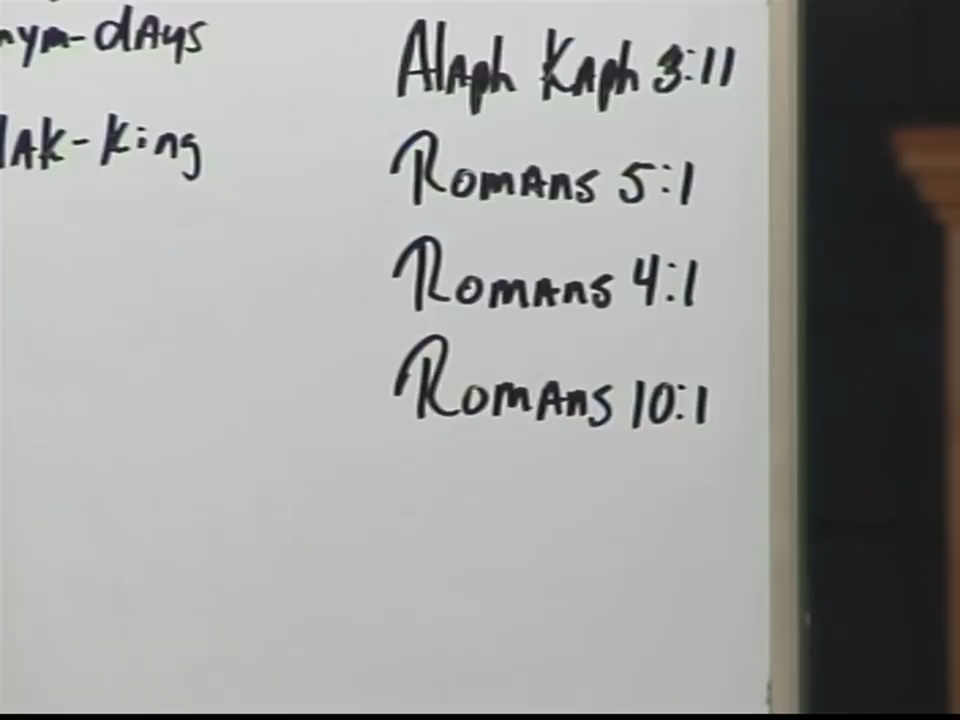 nym-days
lak-king
Alaph Kaph 3:11
Romans 5:1
Romans 4:1
Romans 10:1